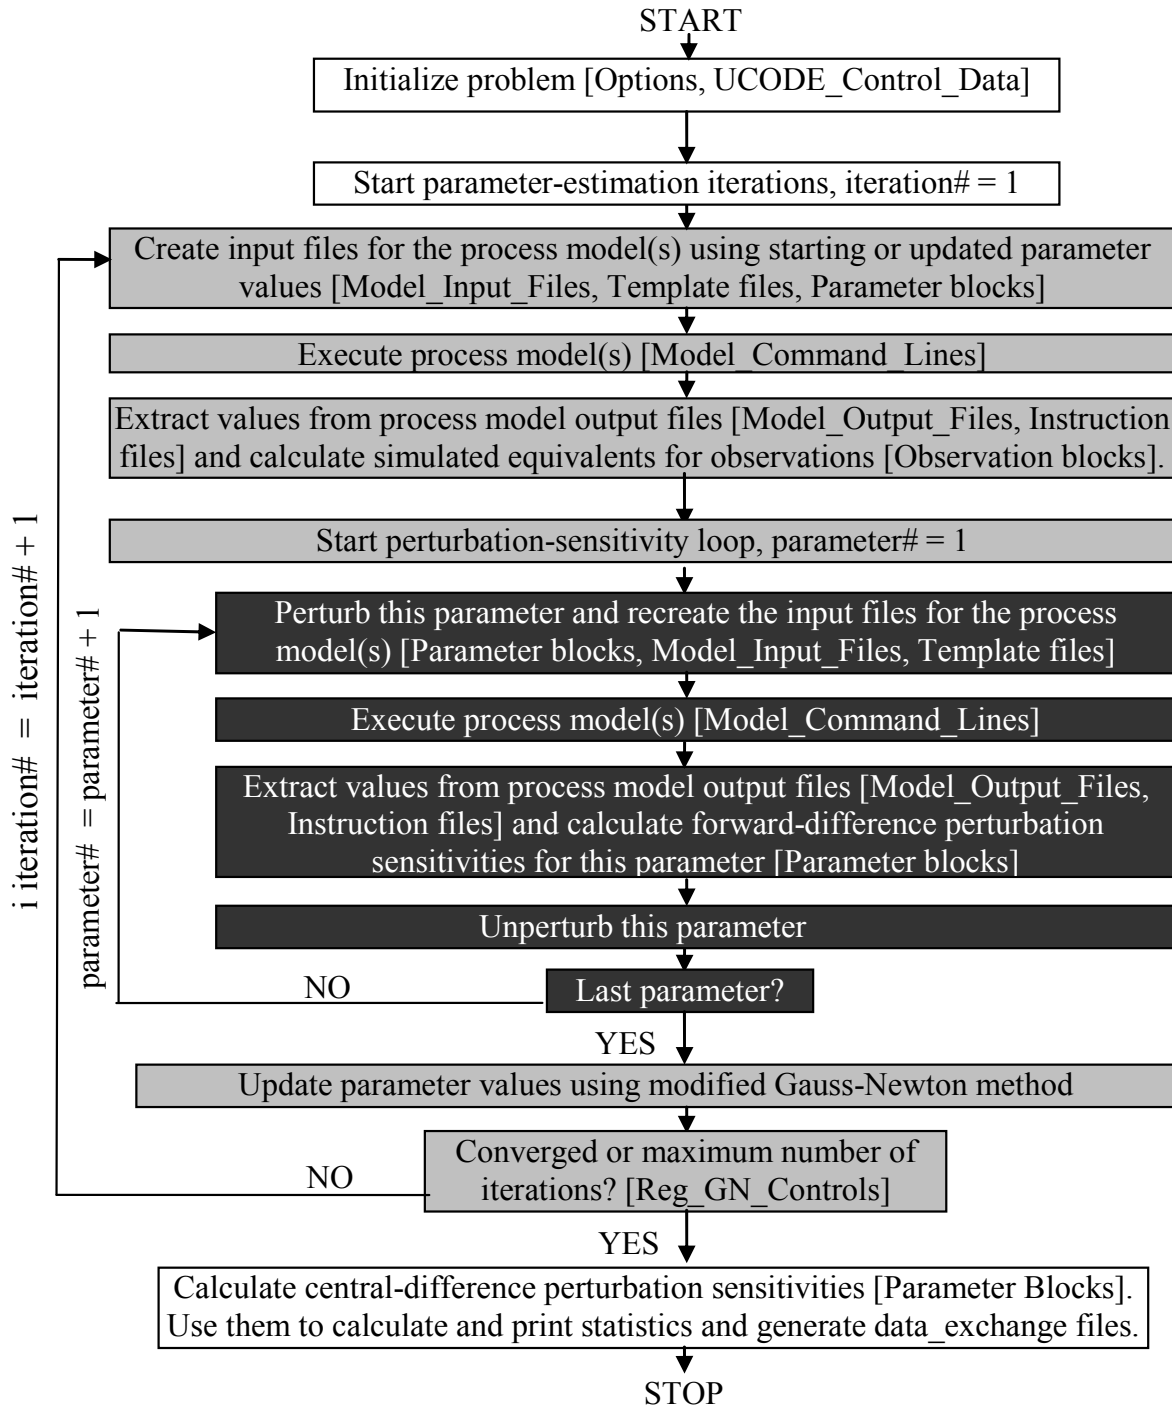 START
Initialize problem [Options, UCODE_Control_Data]
Start parameter-estimation iterations, iteration# = 1
Create input files for the process model(s) using starting or updated parameter
values [Model_Input_Files, Template files, Parameter blocks]
Execute process model(s) [Model_Command_Lines]
Extract values from process model output files [Model_Output_Files, Instruction
files] and calculate simulated equivalents for observations [Observation blocks].
Start perturbation-sensitivity loop, parameter# = 1
Perturb this parameter and recreate the input files for the process
model(s) [Parameter blocks, Model_Input_Files, Template files]
Execute process model(s) [Model_Command_Lines]
Extract values from process model output files [Model_Output_Files,
Instruction files] and calculate forward-difference perturbation
sensitivities for this parameter [Parameter blocks]
Unperturb this parameter
Last parameter?
NO
parameter# = parameter# + 1
YES
Update parameter values using modified Gauss-Newton method
Converged or maximum number of
iterations? [Reg_GN_Controls]
NO
i iteration# = iteration# + 1
YES
Calculate central-difference perturbation sensitivities [Parameter Blocks].
Use them to calculate and print statistics and generate data_exchange files.
STOP